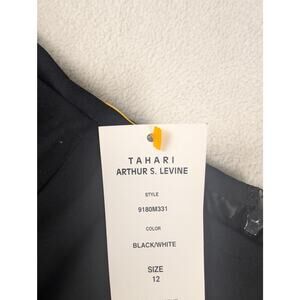 TAHARI
ARTHUR S. LEVINE
STYLE
9180M331
COLOR
BLACK/WHITE
SIZE
12